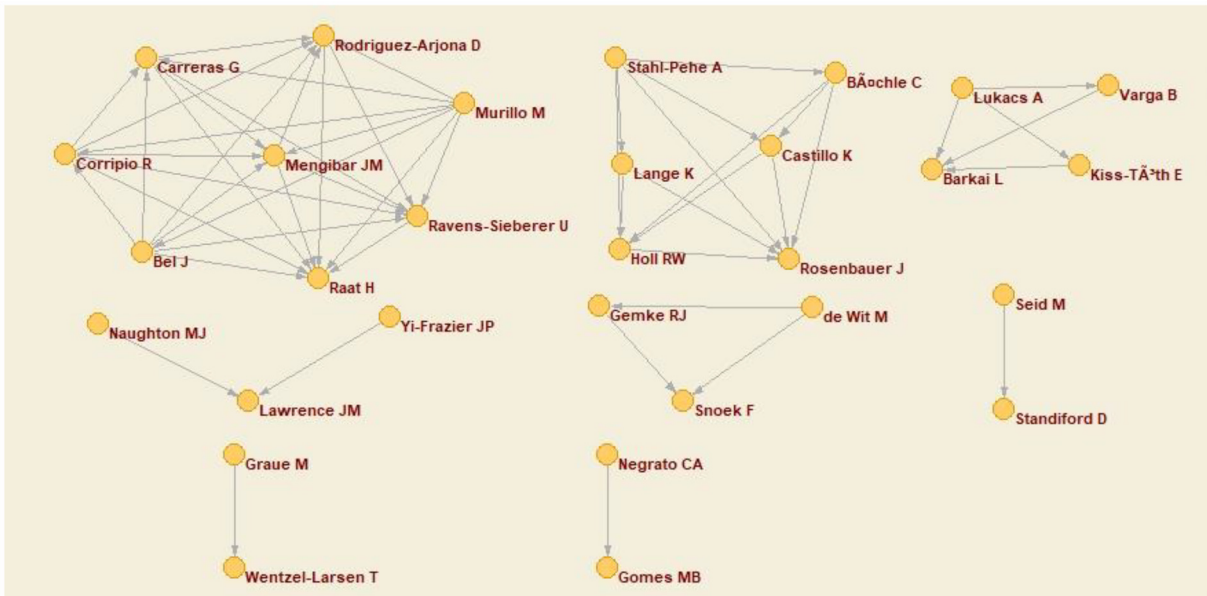 Rodriguez-Arjona D
Carreras G
Murillo M
Corripio R
Mengibar JM
Ravens-Sieberer U
Bel J
Raat H
Stahl-Pehe A
BÃ¤chle C
Castillo K
Lange K
Holl RW
Rosenbauer J
Lukacs A
Varga B
Barkai L
Kiss-TÃ³th E
Naughton MJ
Yi-Frazier JP
Lawrence JM
Gemke RJ
de Wit M
Snoek F
Seid M
Standiford D
Graue M
Wentzel-Larsen T
Negrato CA
Gomes MB